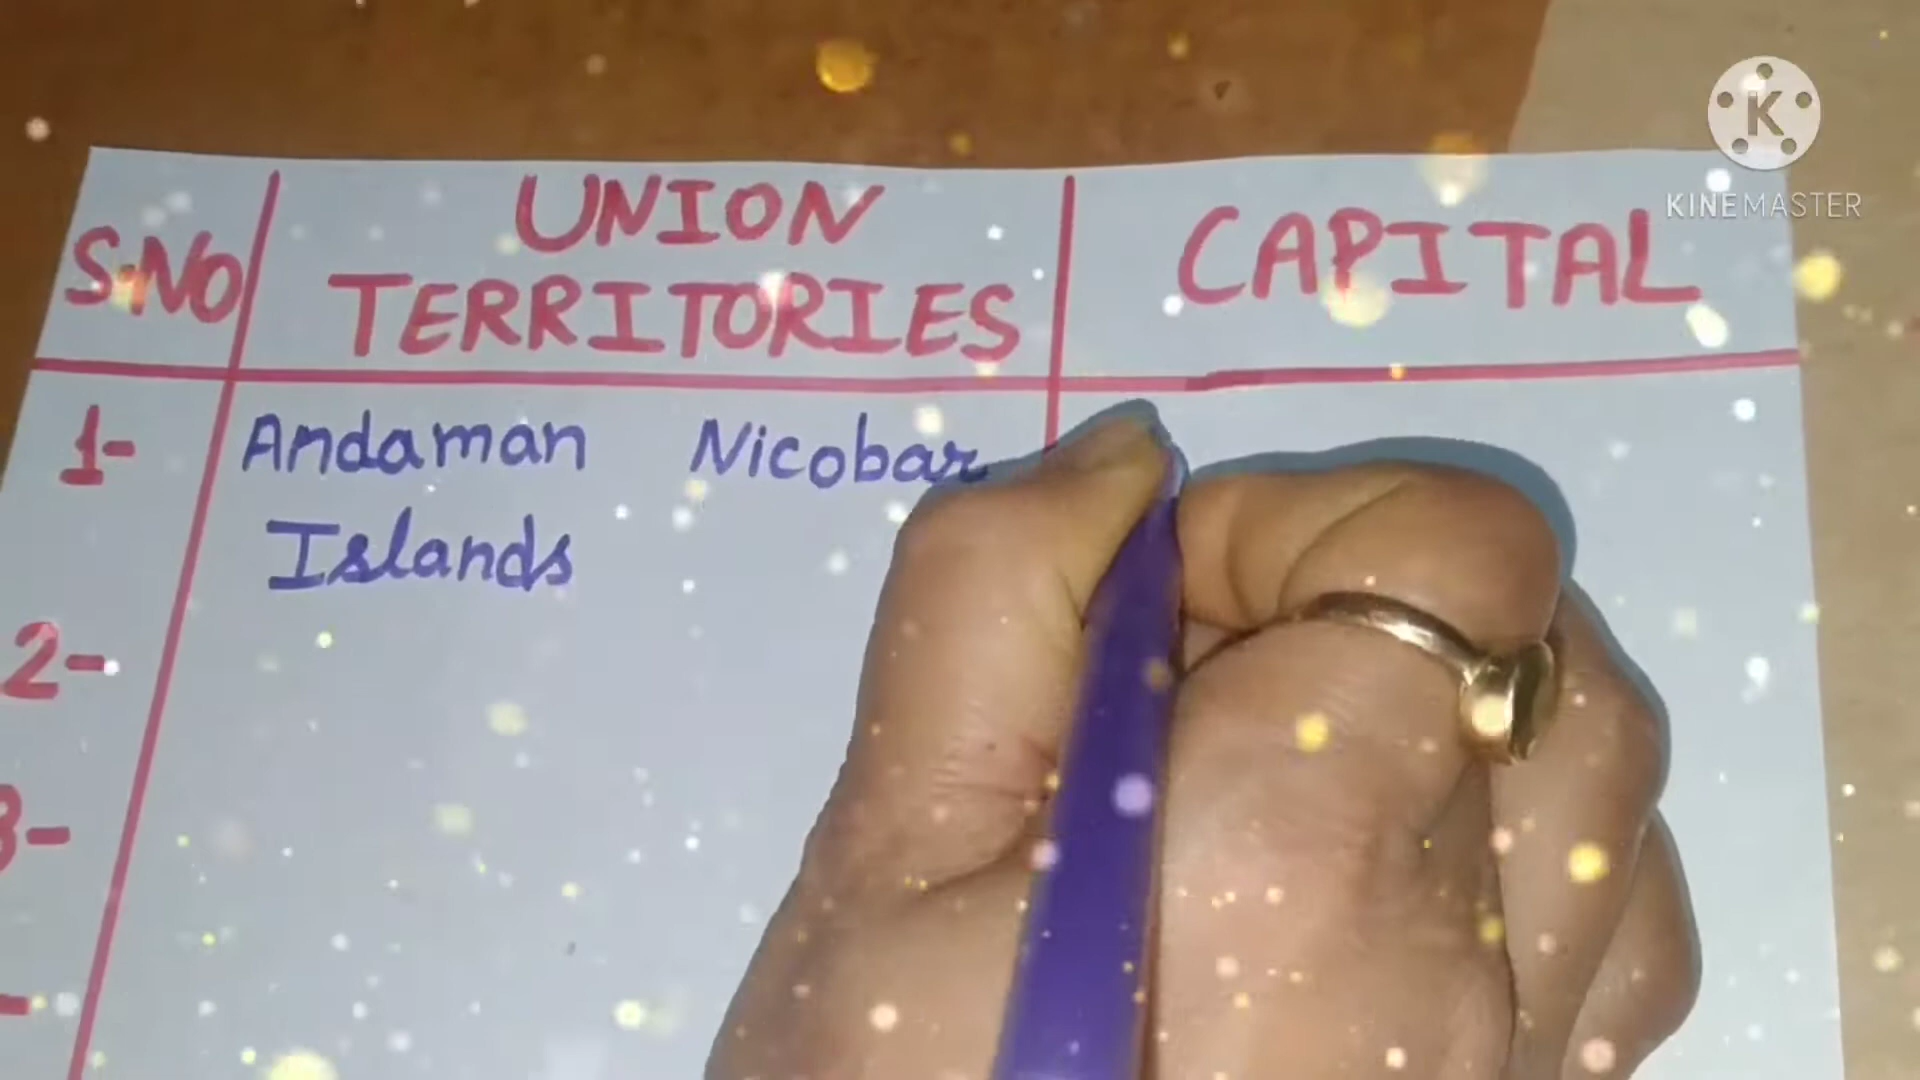 K
KINEMASTER
S.NO
UNION
TERRITORIES
CAPITAL
1-
Andaman Nicobar
Islands
2-
3-